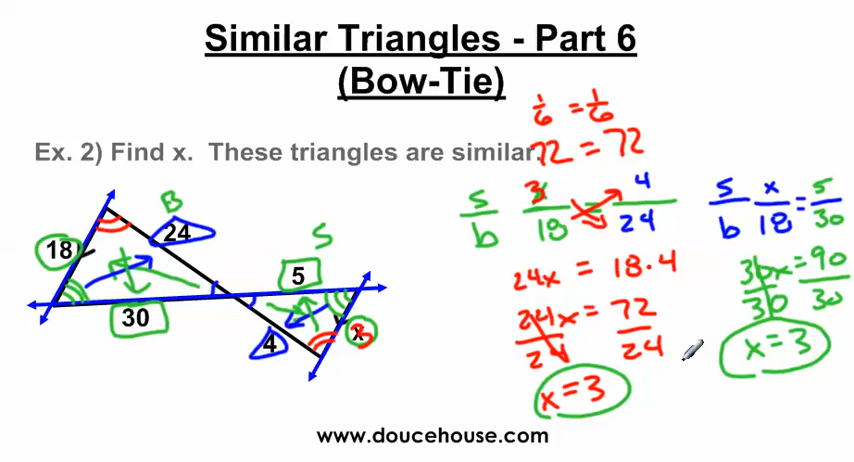 Similar Triangles - Part 6
(Bow-Tie)
Ex. 2) Find x. These triangles are similar.
1/6 = 1/6
72 = 72
B
S
18
24
30
5
4
3
s/b 3/18 = 4/24
24x = 18·4
24x/24 = 72/24
x = 3
s/b x/18 = 5/30
30x/30 = 90/30
x = 3
www.doucehouse.com